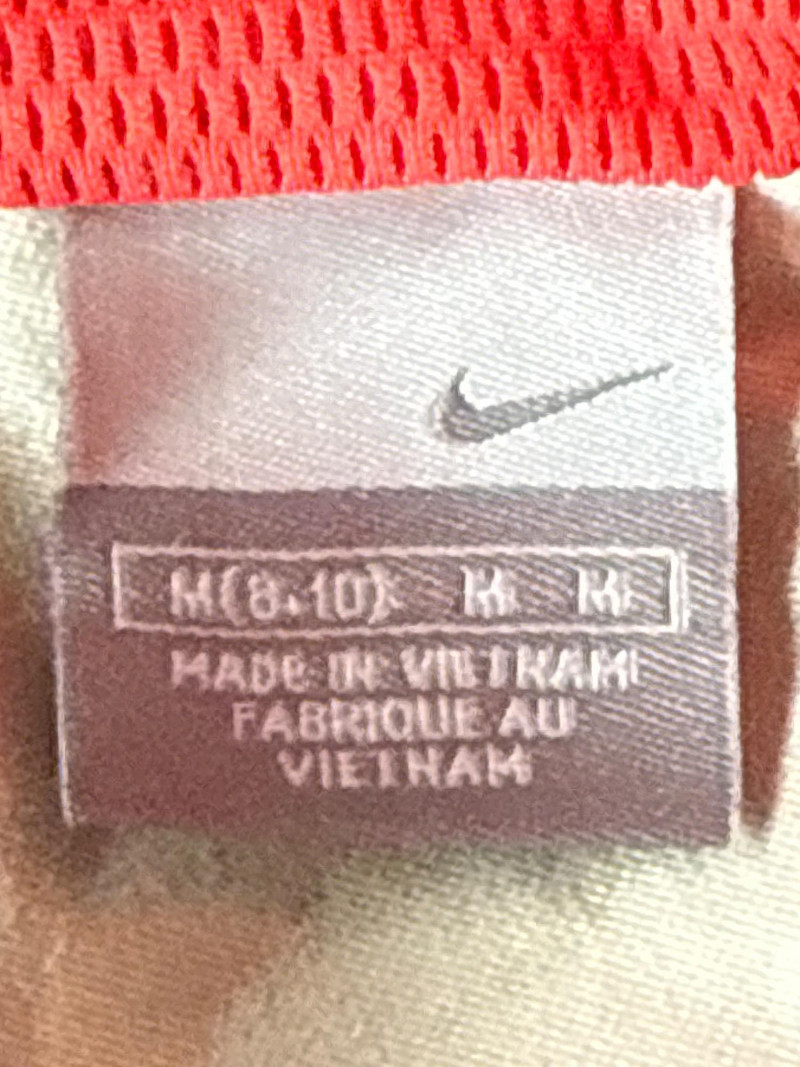 M(8-10) M M
MADE IN VIETNAM
FABRIQUE AU
VIETNAM